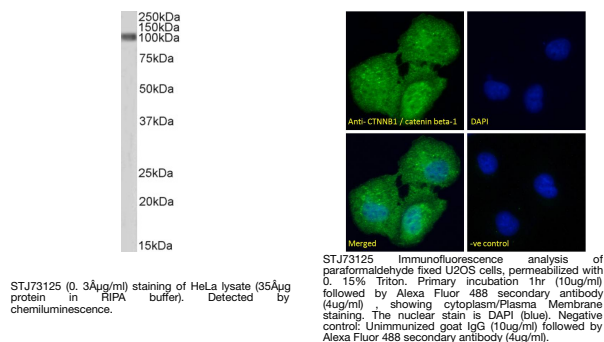 250kDa
150kDa
100kDa
75kDa
50kDa
37kDa
25kDa
20kDa
15kDa
STJ73125 (0. 3Âµg/ml) staining of HeLa lysate (35Âµg
protein in RIPA buffer). Detected by
chemiluminescence.
Anti- CTNNB1 / catenin beta-1
DAPI
Merged
-ve control
STJ73125 Immunofluorescence analysis of
paraformaldehyde fixed U2OS cells, permeabilized with
0. 15% Triton. Primary incubation 1hr (10ug/ml)
followed by Alexa Fluor 488 secondary antibody
(4ug/ml) , showing cytoplasm/Plasma Membrane
staining. The nuclear stain is DAPI (blue). Negative
control: Unimmunized goat IgG (10ug/ml) followed by
Alexa Fluor 488 secondary antibody (4ug/ml).